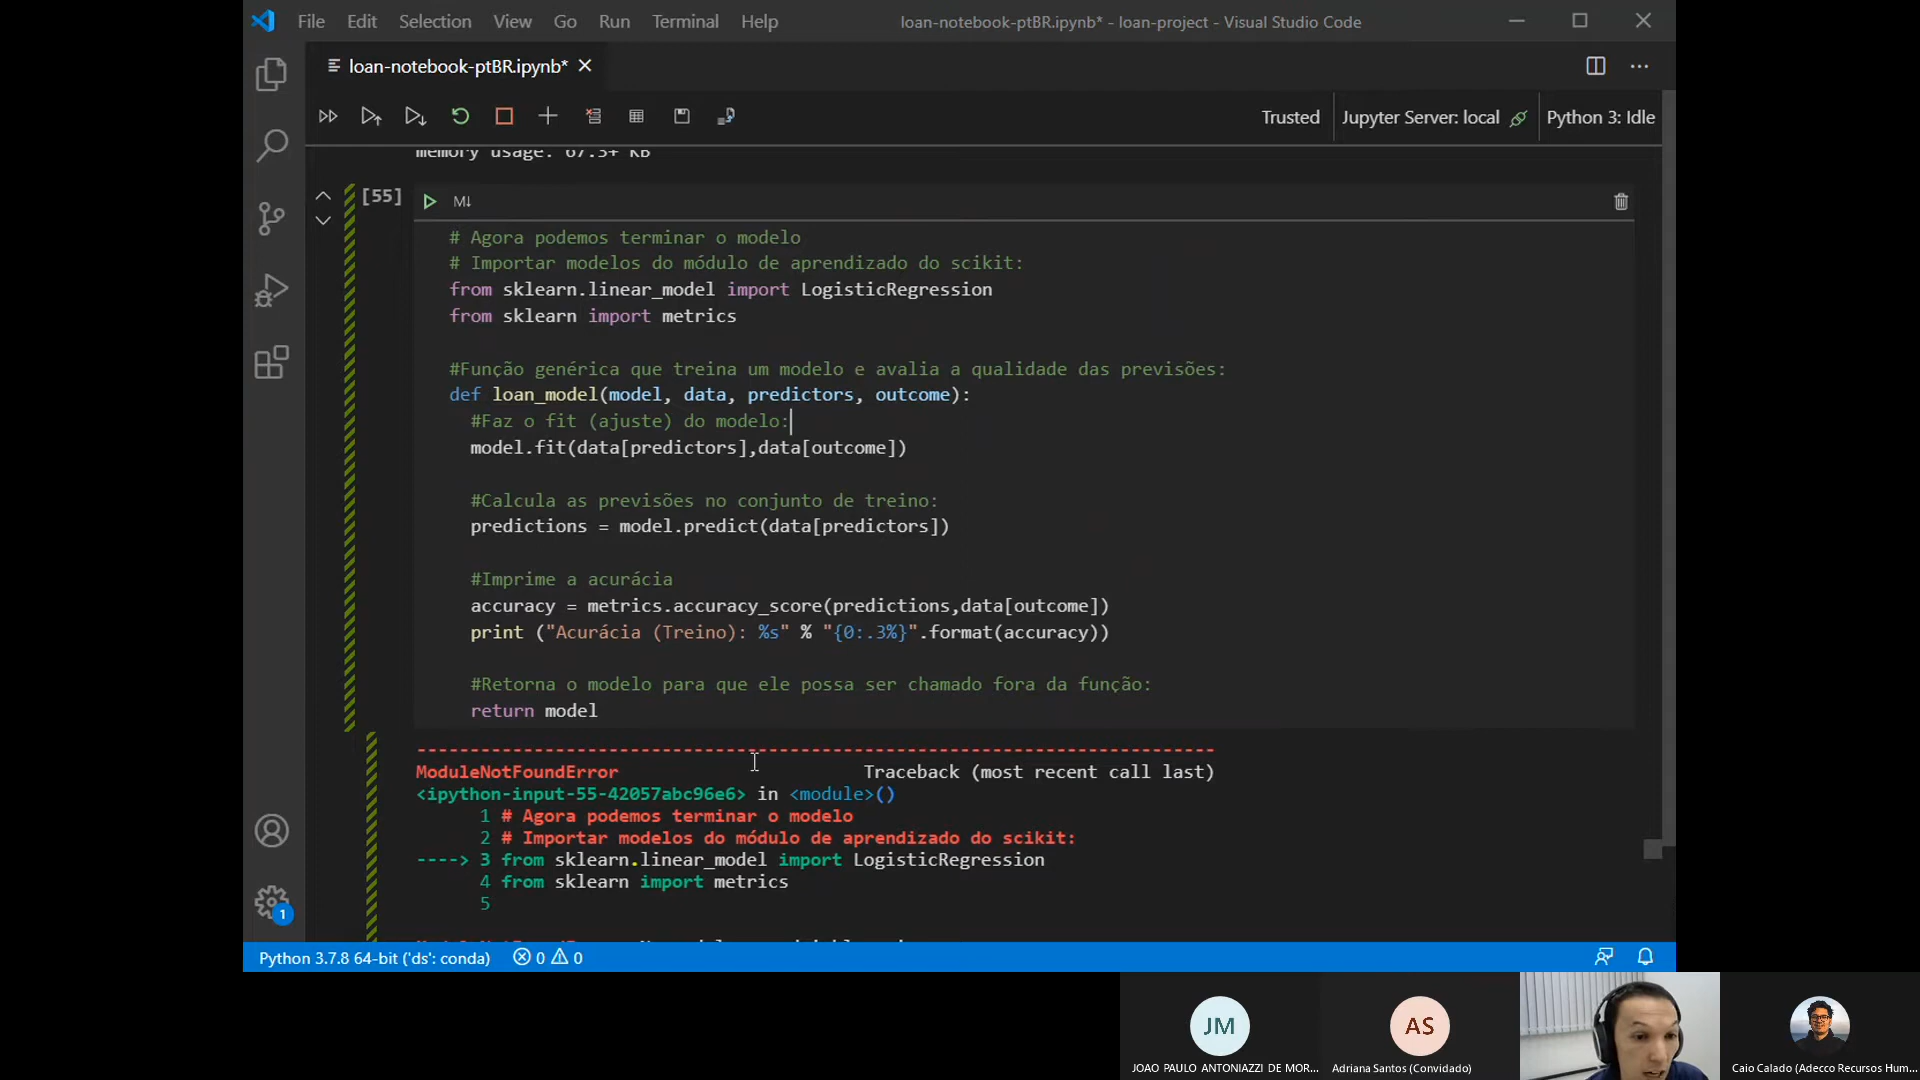 File Edit Selection View Go Run Terminal Help
loan-notebook-ptBR.ipynb* - loan-project - Visual Studio Code
loan-notebook-ptBR.ipynb*
Trusted
Jupyter Server: local
Python 3: Idle
memory usage: 67.3+ KB
[55]
M↓
# Agora podemos terminar o modelo
# Importar modelos do módulo de aprendizado do scikit:
from sklearn.linear_model import LogisticRegression
from sklearn import metrics
#Função genérica que treina um modelo e avalia a qualidade das previsões:
def loan_model(model, data, predictors, outcome):
#Faz o fit (ajuste) do modelo:
model.fit(data[predictors],data[outcome])
#Calcula as previsões no conjunto de treino:
predictions = model.predict(data[predictors])
#Imprime a acurácia
accuracy = metrics.accuracy_score(predictions,data[outcome])
print ("Acurácia (Treino): %s" % "{0:.3%}".format(accuracy))
#Retorna o modelo para que ele possa ser chamado fora da função:
return model
---------------------------------------------------------------------------
ModuleNotFoundError Traceback (most recent call last)
<ipython-input-55-42057abc96e6> in <module>()
1 # Agora podemos terminar o modelo
2 # Importar modelos do módulo de aprendizado do scikit:
----> 3 from sklearn.linear_model import LogisticRegression
4 from sklearn import metrics
5
1
Python 3.7.8 64-bit ('ds': conda)
0
0
JM
AS
JOAO PAULO ANTONIAZZI DE MOR...
Adriana Santos (Convidado)
Caio Calado (Adecco Recursos Hum...